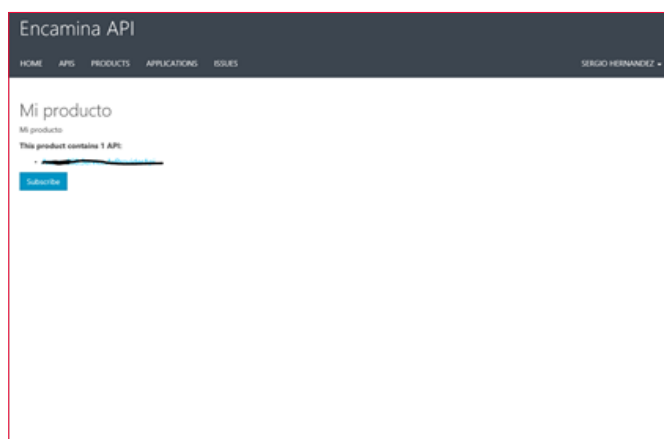 Encamina API
HOME APIS PRODUCTS APPLICATIONS ISSUES SERGIO HERNANDEZ
Mi producto
Mi producto
This product contains 1 API:
Subscribe